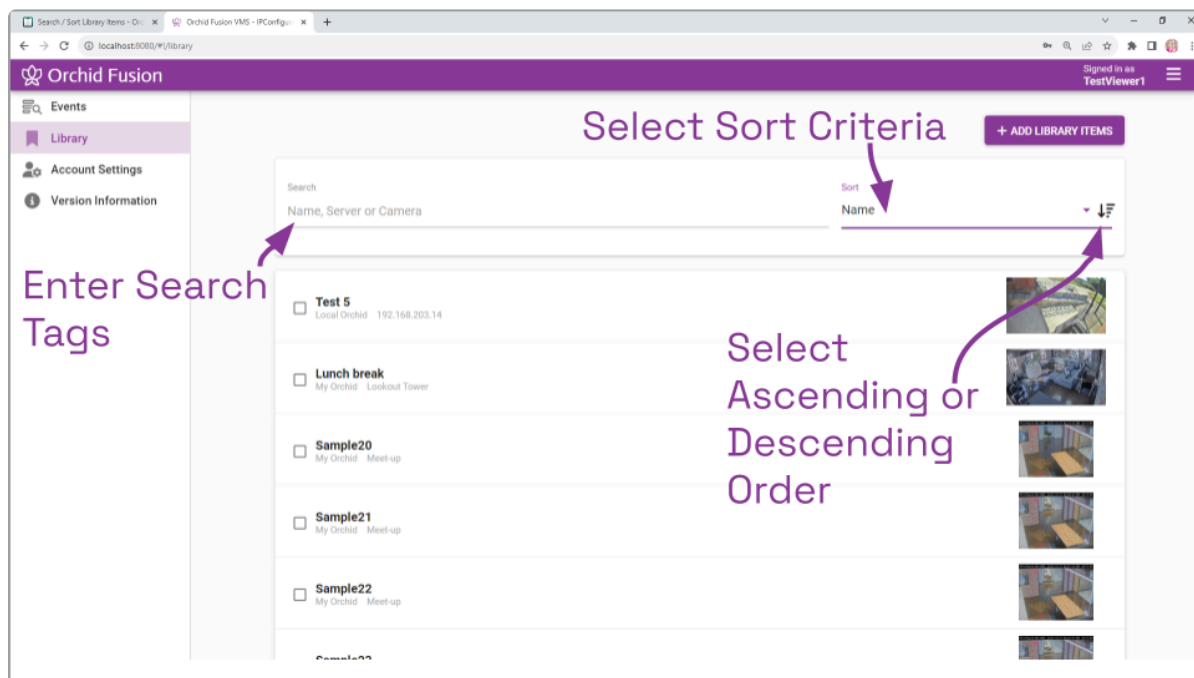 Search / Sort Library Items - Orc
Orchid Fusion VMS - IPConfigur
localhost:8080/#!/library
Orchid Fusion
Signed in as
TestViewer1
Events
Library
Account Settings
Version Information
Select Sort Criteria
+ ADD LIBRARY ITEMS
Search
Name, Server or Camera
Sort
Name
Enter Search
Tags
Test 5
Local Orchid 192.168.203.14
Lunch break
My Orchid Lookout Tower
Select
Ascending or
Descending
Order
Sample20
My Orchid Meet-up
Sample21
My Orchid Meet-up
Sample22
My Orchid Meet-up